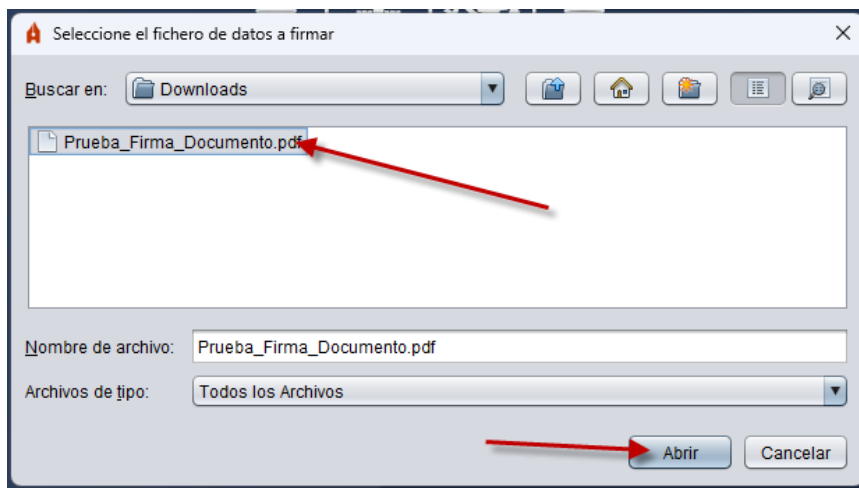 Seleccione el fichero de datos a firmar
Buscar en: Downloads
Prueba_Firma_Documento.pdf
Nombre de archivo: Prueba_Firma_Documento.pdf
Archivos de tipo: Todos los Archivos
Abrir Cancelar